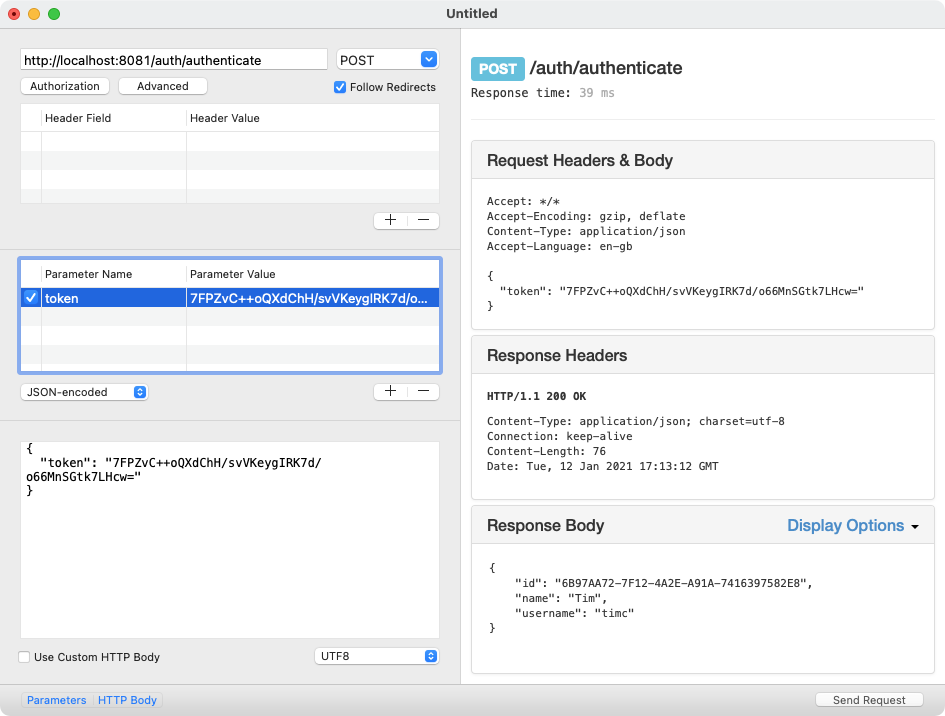 Untitled
http://localhost:8081/auth/authenticate
POST
Authorization
Advanced
Follow Redirects
Header Field
Header Value
Parameter Name
Parameter Value
token
7FPZvC++oQXdChH/svVKeygIRK7d/o...
JSON-encoded
{
"token": "7FPZvC++oQXdChH/svVKeygIRK7d/
o66MnSGtk7LHcw="
}
Use Custom HTTP Body
UTF8
Parameters
HTTP Body
POST /auth/authenticate
Response time: 39 ms
Request Headers & Body
Accept: */*
Accept-Encoding: gzip, deflate
Content-Type: application/json
Accept-Language: en-gb
{
"token": "7FPZvC++oQXdChH/svVKeygIRK7d/o66MnSGtk7LHcw="
}
Response Headers
HTTP/1.1 200 OK
Content-Type: application/json; charset=utf-8
Connection: keep-alive
Content-Length: 76
Date: Tue, 12 Jan 2021 17:13:12 GMT
Response Body
Display Options
{
"id": "6B97AA72-7F12-4A2E-A91A-7416397582E8",
"name": "Tim",
"username": "timc"
}
Send Request